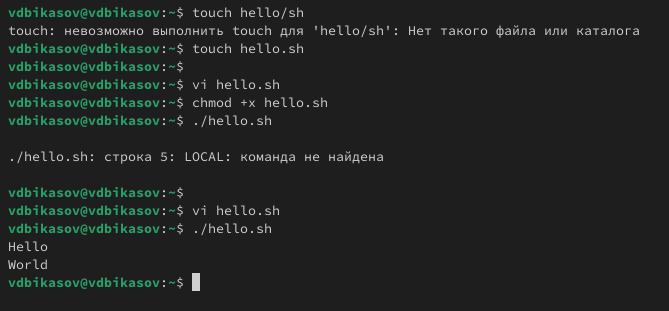 vdbikasov@vdbikasov:~$ touch hello/sh
touch: невозможно выполнить touch для 'hello/sh': Нет такого файла или каталога
vdbikasov@vdbikasov:~$ touch hello.sh
vdbikasov@vdbikasov:~$
vdbikasov@vdbikasov:~$ vi hello.sh
vdbikasov@vdbikasov:~$ chmod +x hello.sh
vdbikasov@vdbikasov:~$ ./hello.sh
./hello.sh: строка 5: LOCAL: команда не найдена
vdbikasov@vdbikasov:~$
vdbikasov@vdbikasov:~$ vi hello.sh
vdbikasov@vdbikasov:~$ ./hello.sh
Hello
World
vdbikasov@vdbikasov:~$